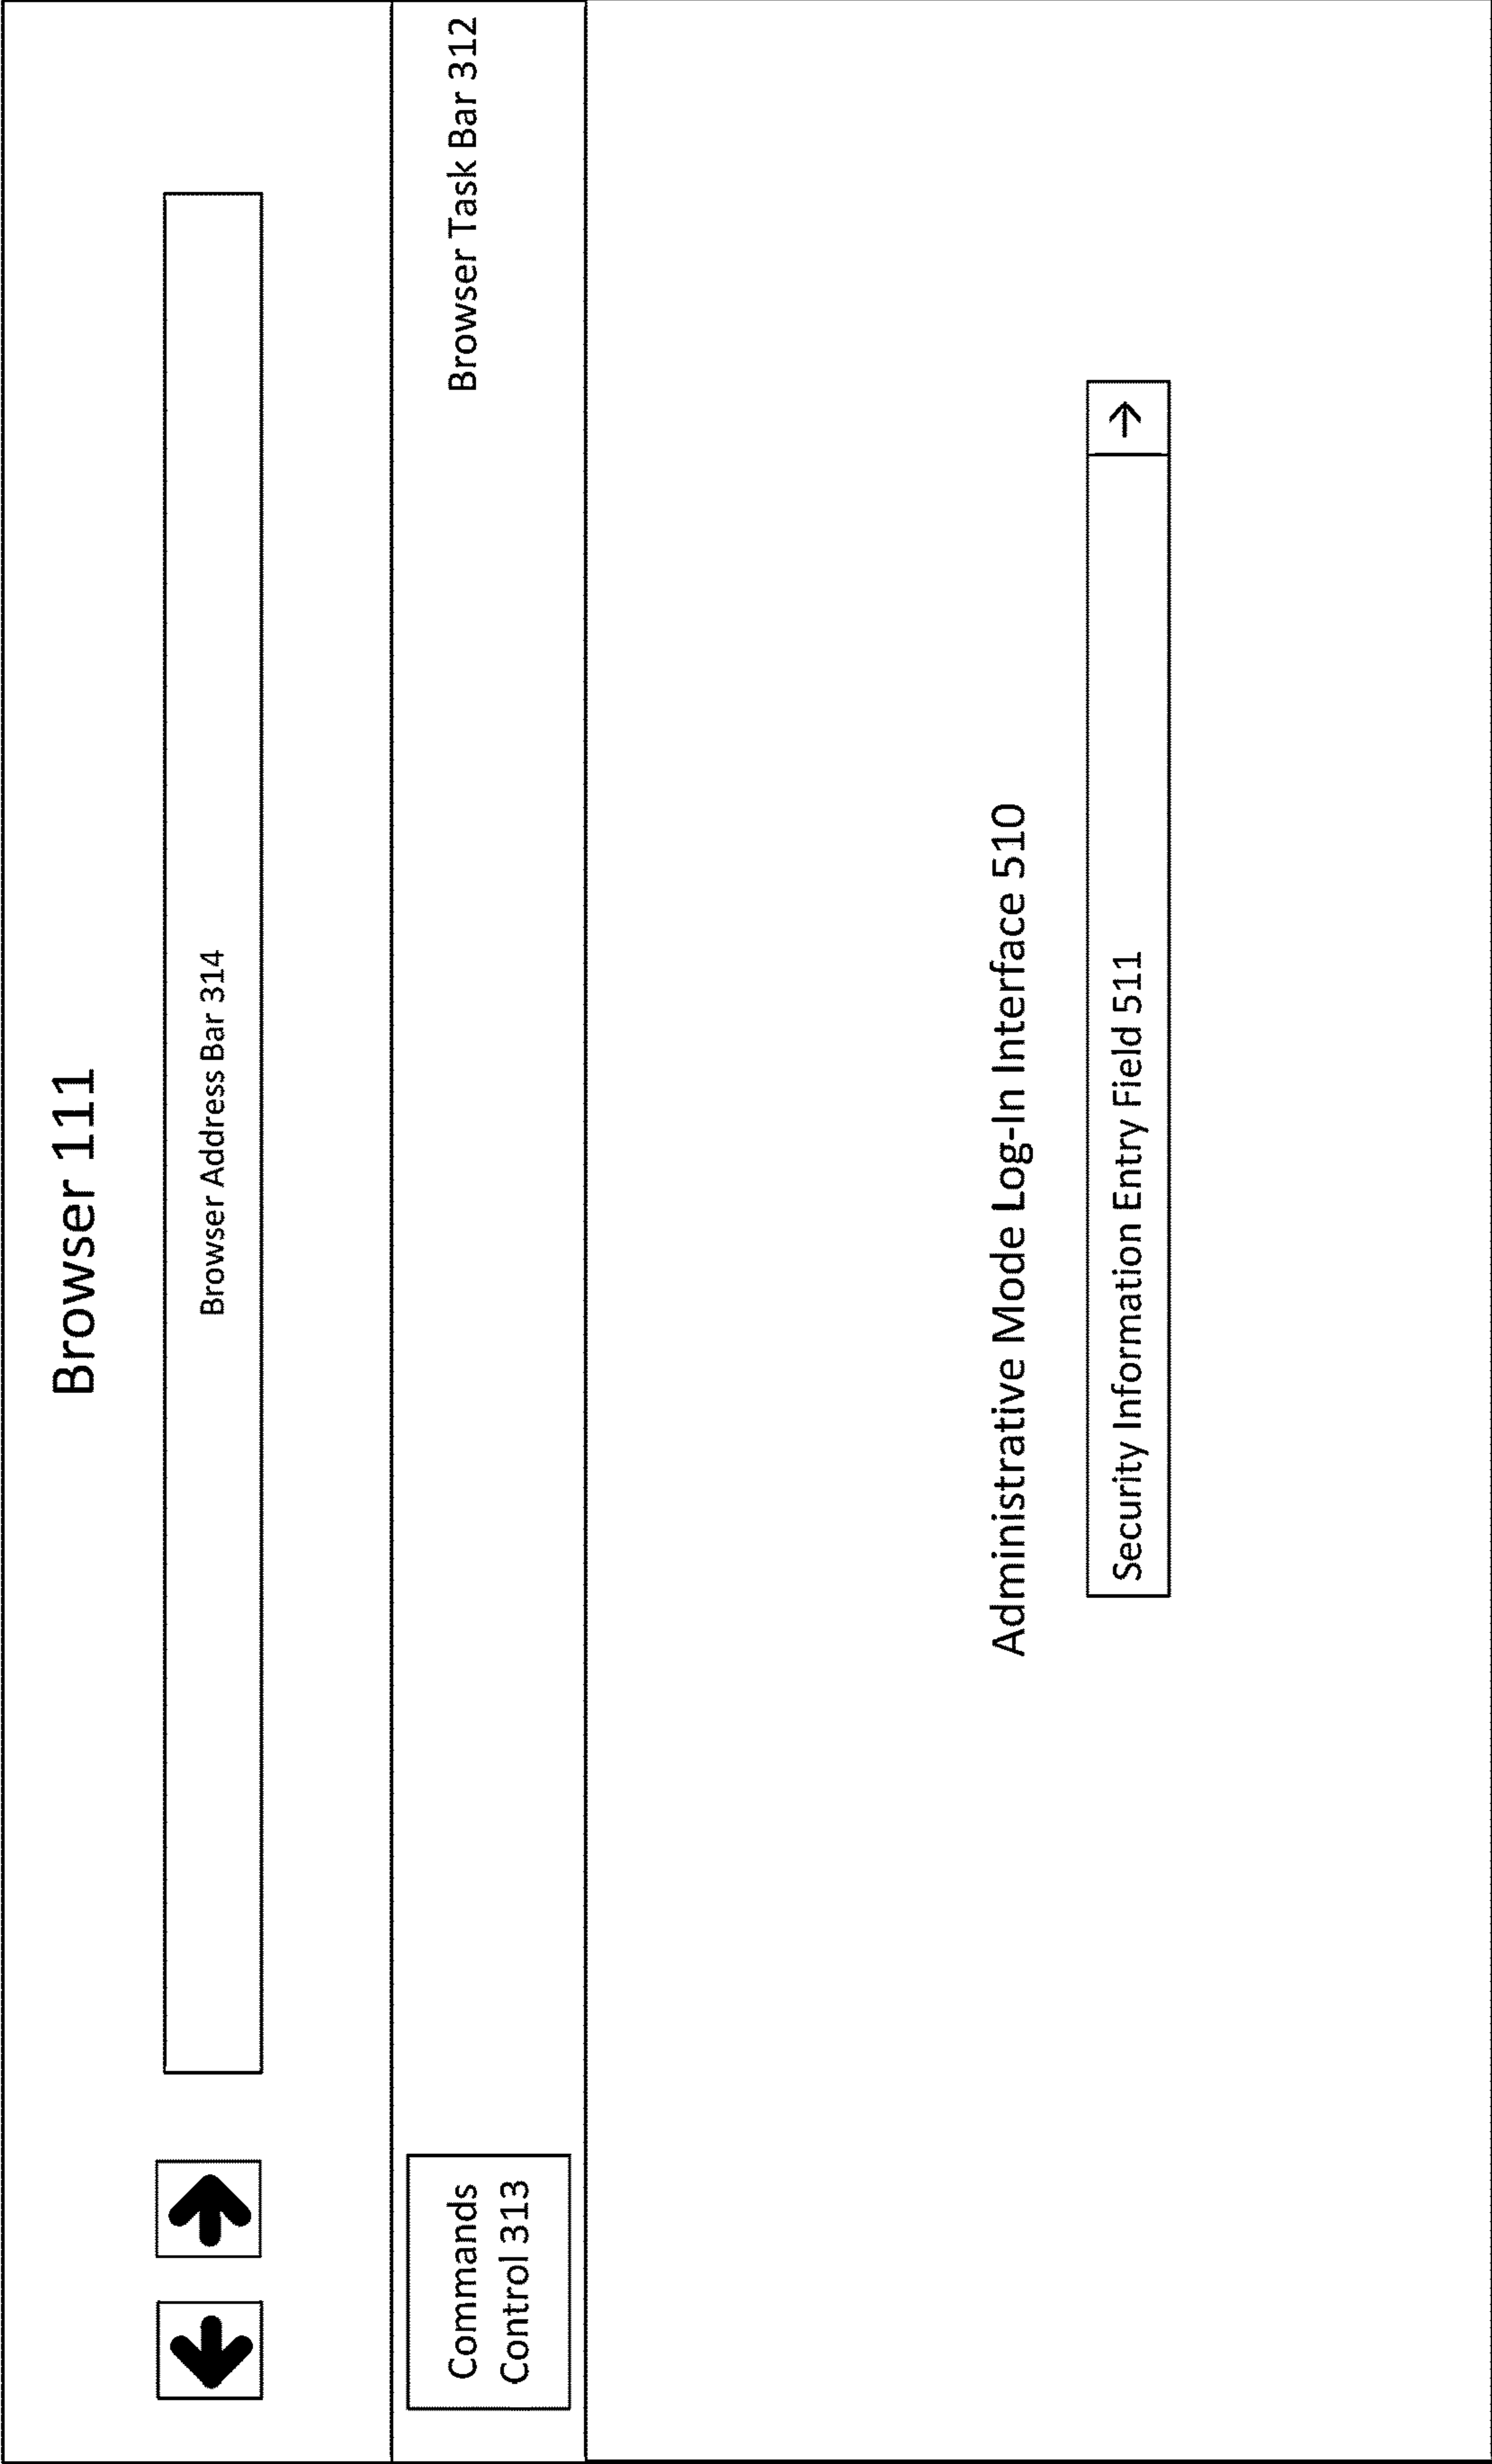 Browser 111
Browser Address Bar 314
Commands
Control 313
Browser Task Bar 312
Administrative Mode Log-In Interface 510
Security Information Entry Field 511